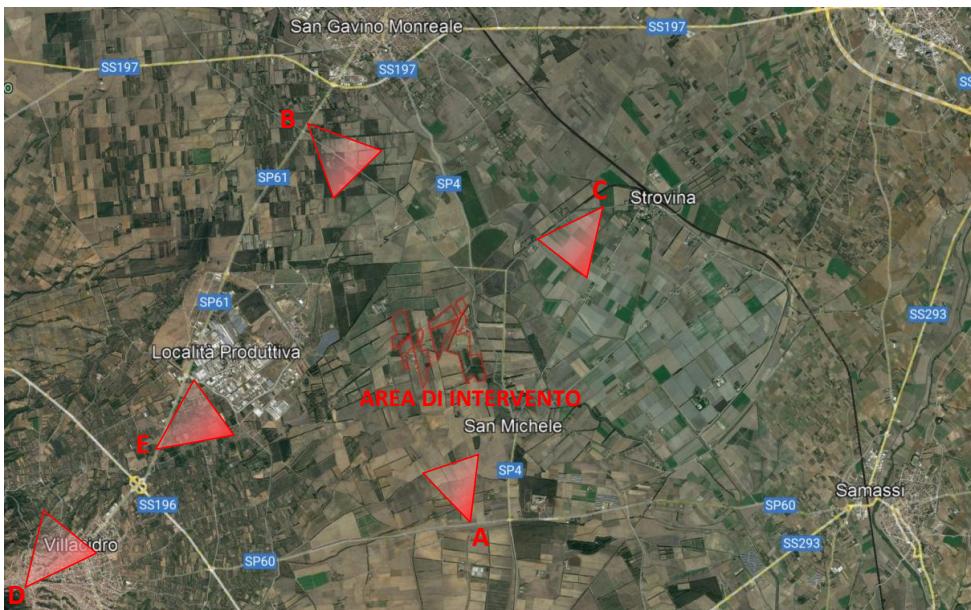 San Gavino Monreale
SS197
SS197
SS197
B
SP61
SP4
C
Strovina
SP61
SS293
Località Produttiva
AREA DI INTERVENTO
San Michele
E
SP4
Samassi
SS196
SP60
A
Villacidro
SS293
SP60
D